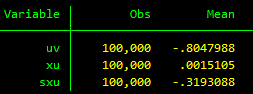 Variable | Obs Mean
uv | 100,000 -.8047988
xu | 100,000 .0015105
sxu | 100,000 -.3193088